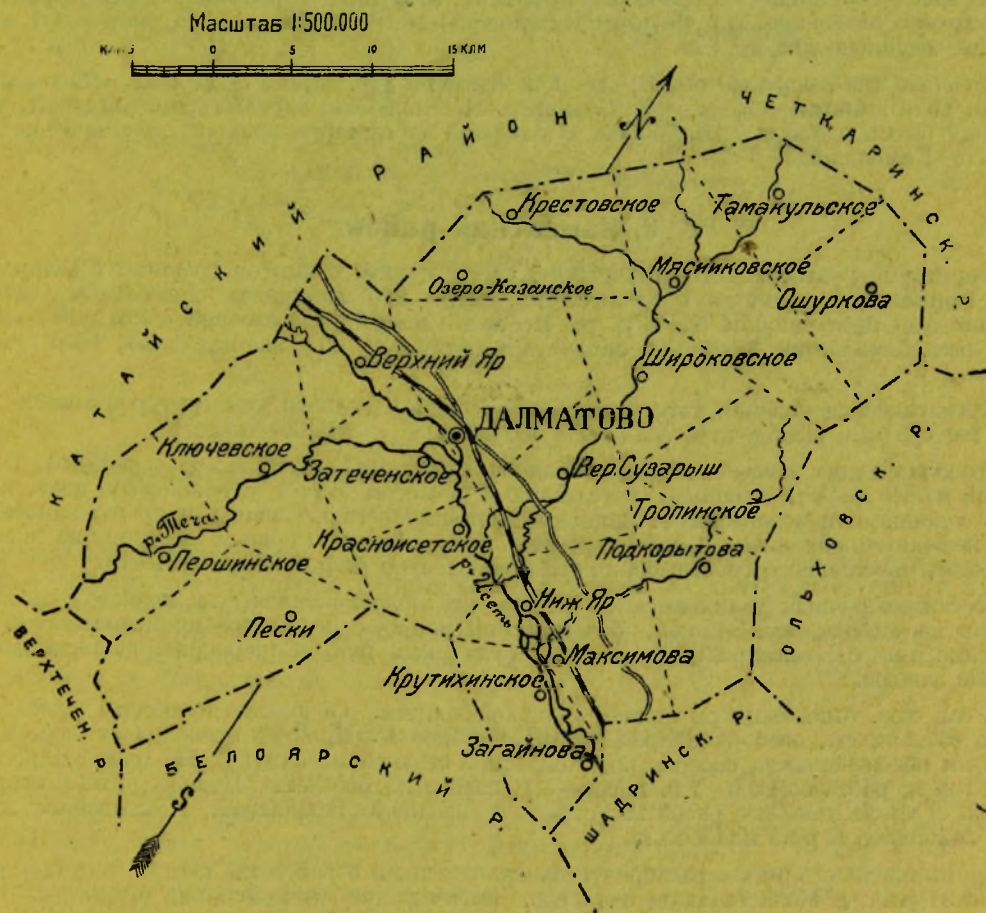 Масштаб 1:500.000
5 0 5 10 15 КЛМ
КАТАЙСКИЙ РАЙОН
N
ЧЕТКАРИНСК. Р.
Крестовское
Тамакульское
Мясниковское
Озеро-Казанское
Ошуркова
Верхний Яр
Широковское
ДАЛМАТОВО
Ключевское
Затеченское
Вер. Сузарыш
Тропинское
р. Теча.
Красноисетское
Подкорытова
Першинское
р. Исеть
Ниж Яр
ОЛЬХОВСК Р.
Пески
Максимова
Крутихинское
ВЕРХТЕЧЕН. Р.
Загайнова
БЕЛОЯРСКИЙ Р.
ШАДРИНСК. Р.
S